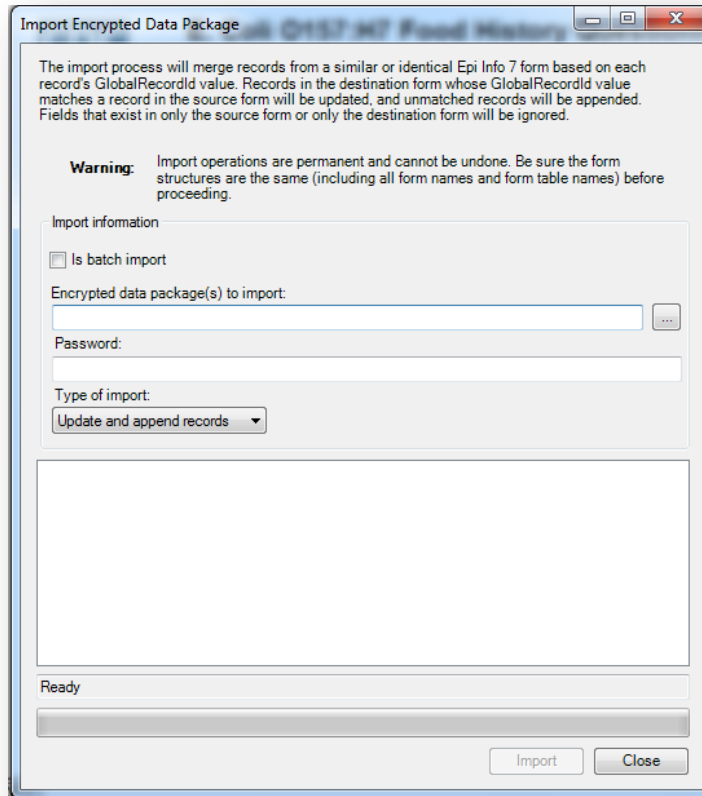 Import Encrypted Data Package
Coli O157:H7 Food History
The import process will merge records from a similar or identical Epi Info 7 form based on each
record's GlobalRecordId value. Records in the destination form whose GlobalRecordId value
matches a record in the source form will be updated, and unmatched records will be appended.
Fields that exist in only the source form or only the destination form will be ignored.
Warning: Import operations are permanent and cannot be undone. Be sure the form
structures are the same (including all form names and form table names) before
proceeding.
Import information
Is batch import
Encrypted data package(s) to import:
...
Password:
Type of import:
Update and append records
Ready
Import Close